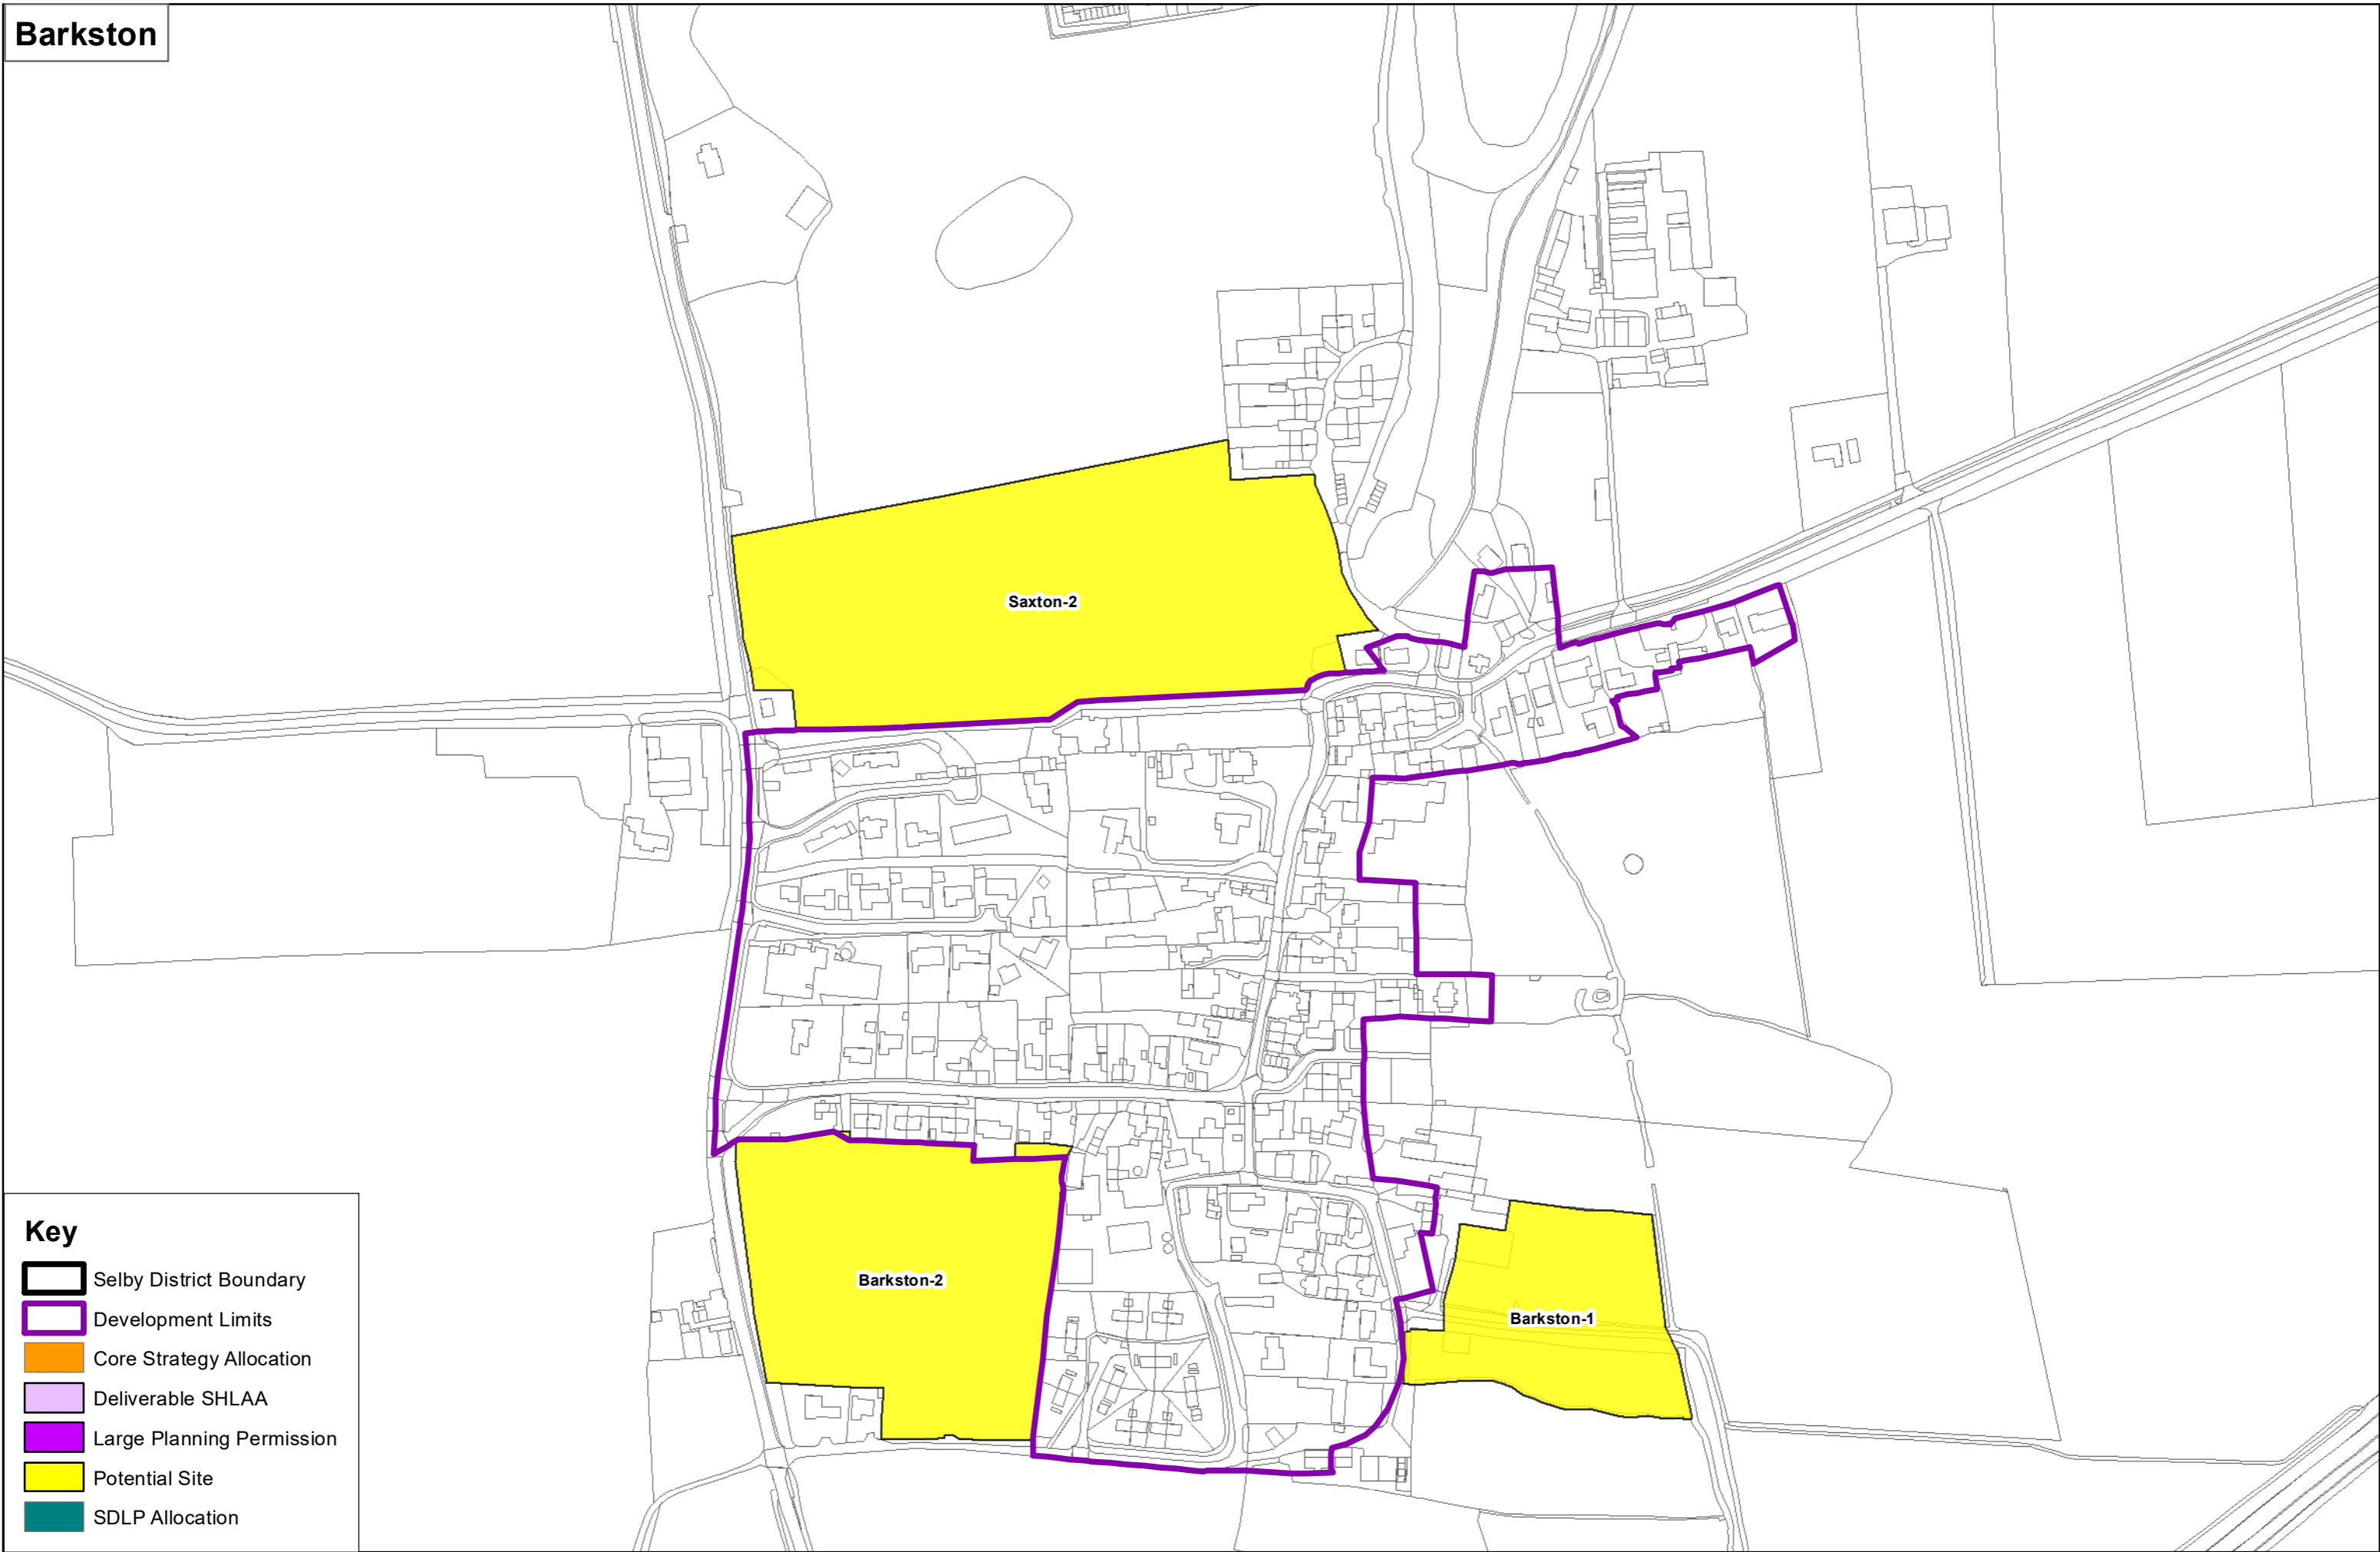 Barkston
Saxton-2
Barkston-2
Barkston-1
Key
Selby District Boundary
Development Limits
Core Strategy Allocation
Deliverable SHLAA
Large Planning Permission
Potential Site
SDLP Allocation